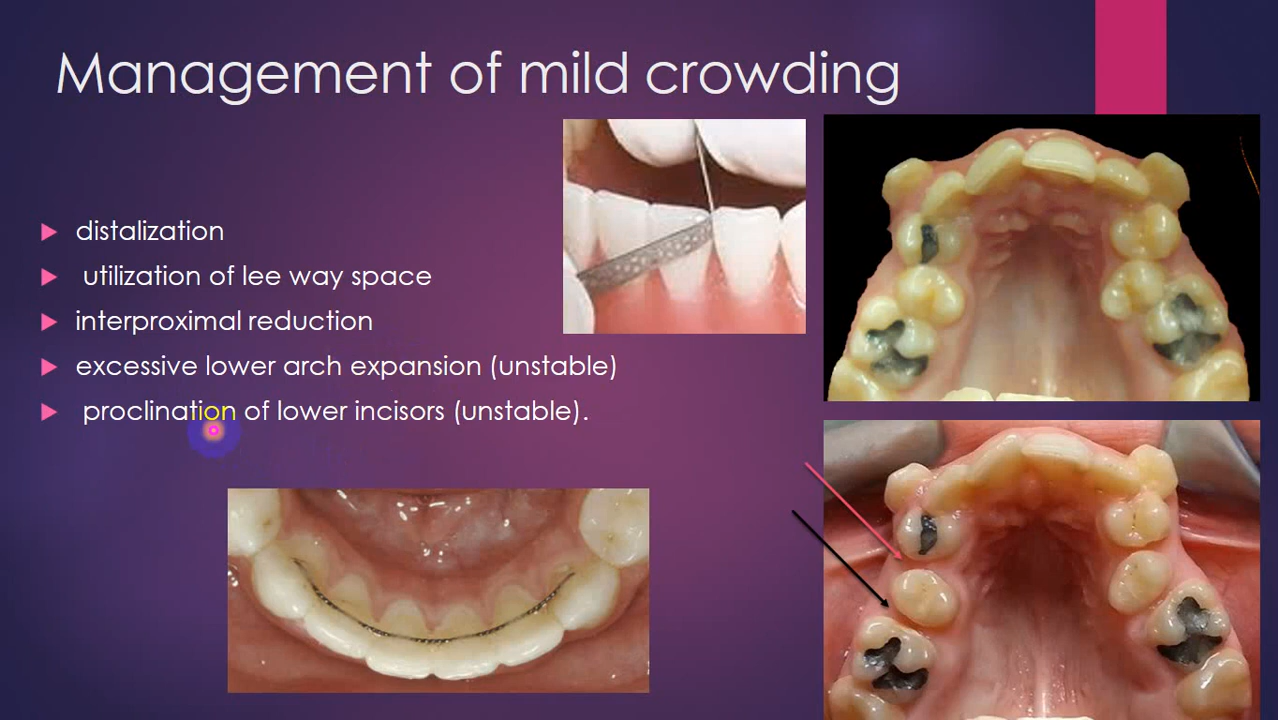 Management of mild crowding
distalization
utilization of lee way space
interproximal reduction
excessive lower arch expansion (unstable)
proclination of lower incisors (unstable).